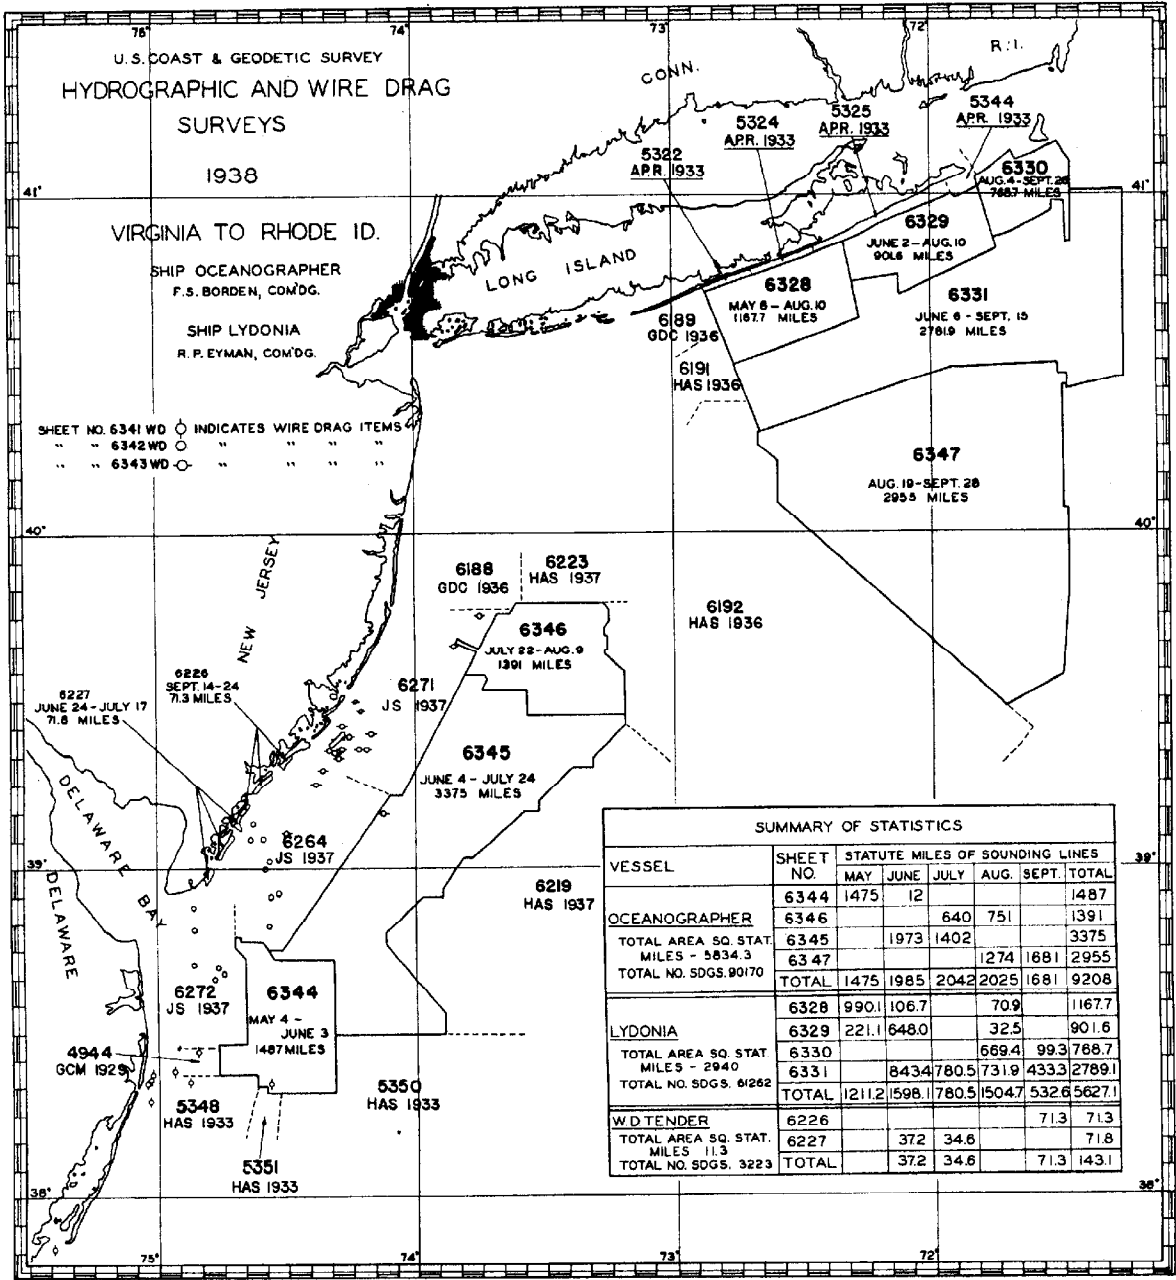 75° 74° 73° 72°
U.S. COAST & GEODETIC SURVEY
HYDROGRAPHIC AND WIRE DRAG
SURVEYS
1938
VIRGINIA TO RHODE ID.
SHIP OCEANOGRAPHER
F.S. BORDEN, COM'DG.
SHIP LYDONIA
R.P. EYMAN, COM'DG.
SHEET NO. 6341 WD INDICATES WIRE DRAG ITEMS
" " 6342 WD " " " "
" " 6343 WD " " " "
CONN.
R.I.
LONG ISLAND
NEW JERSEY
DELAWARE BAY
DELAWARE
41° 41°
40° 40°
39° 39°
38° 38°
5322
APR. 1933
5324
APR. 1933
5325
APR. 1933
5344
APR. 1933
6330
AUG. 4-SEPT. 26
768.7 MILES
6329
JUNE 2-AUG. 10
901.6 MILES
6328
MAY 6-AUG. 10
1167.7 MILES
6331
JUNE 6 - SEPT. 15
2781.9 MILES
6189
GDC 1936
6191
HAS 1936
6347
AUG. 19-SEPT. 28
2955 MILES
6188
GDC 1936
6223
HAS 1937
6192
HAS 1936
6346
JULY 22-AUG. 9
1391 MILES
6226
SEPT. 14-24
71.3 MILES
6227
JUNE 24-JULY 17
71.8 MILES
6271
JS 1937
6345
JUNE 4 - JULY 24
3375 MILES
6264
JS 1937
6219
HAS 1937
6272
JS 1937
6344
MAY 4 -
JUNE 3
1487 MILES
4944
GCM 1929
5348
HAS 1933
5350
HAS 1933
5351
HAS 1933
SUMMARY OF STATISTICS
VESSEL SHEET NO. STATUTE MILES OF SOUNDING LINES
MAY JUNE JULY AUG. SEPT. TOTAL
6344 1475 12 1487
OCEANOGRAPHER 6346 640 751 1391
TOTAL AREA SQ. STAT. 6345 1973 1402 3375
MILES - 5834.3 6347 1274 1681 2955
TOTAL NO. SDGS. 90170 TOTAL 1475 1985 2042 2025 1681 9208
6328 990.1 106.7 70.9 1167.7
LYDONIA 6329 221.1 648.0 32.5 901.6
TOTAL AREA SQ. STAT. 6330 669.4 99.3 768.7
MILES - 2940 6331 843.4 780.5 731.9 433.3 2789.1
TOTAL NO. SDGS. 61262 TOTAL 1211.2 1598.1 780.5 1504.7 532.6 5627.1
W.D TENDER 6226 71.3 71.3
TOTAL AREA SQ. STAT. 6227 37.2 34.6 71.8
MILES 11.3
TOTAL NO. SDGS. 3223 TOTAL 37.2 34.6 71.3 143.1
75° 74° 73° 72°